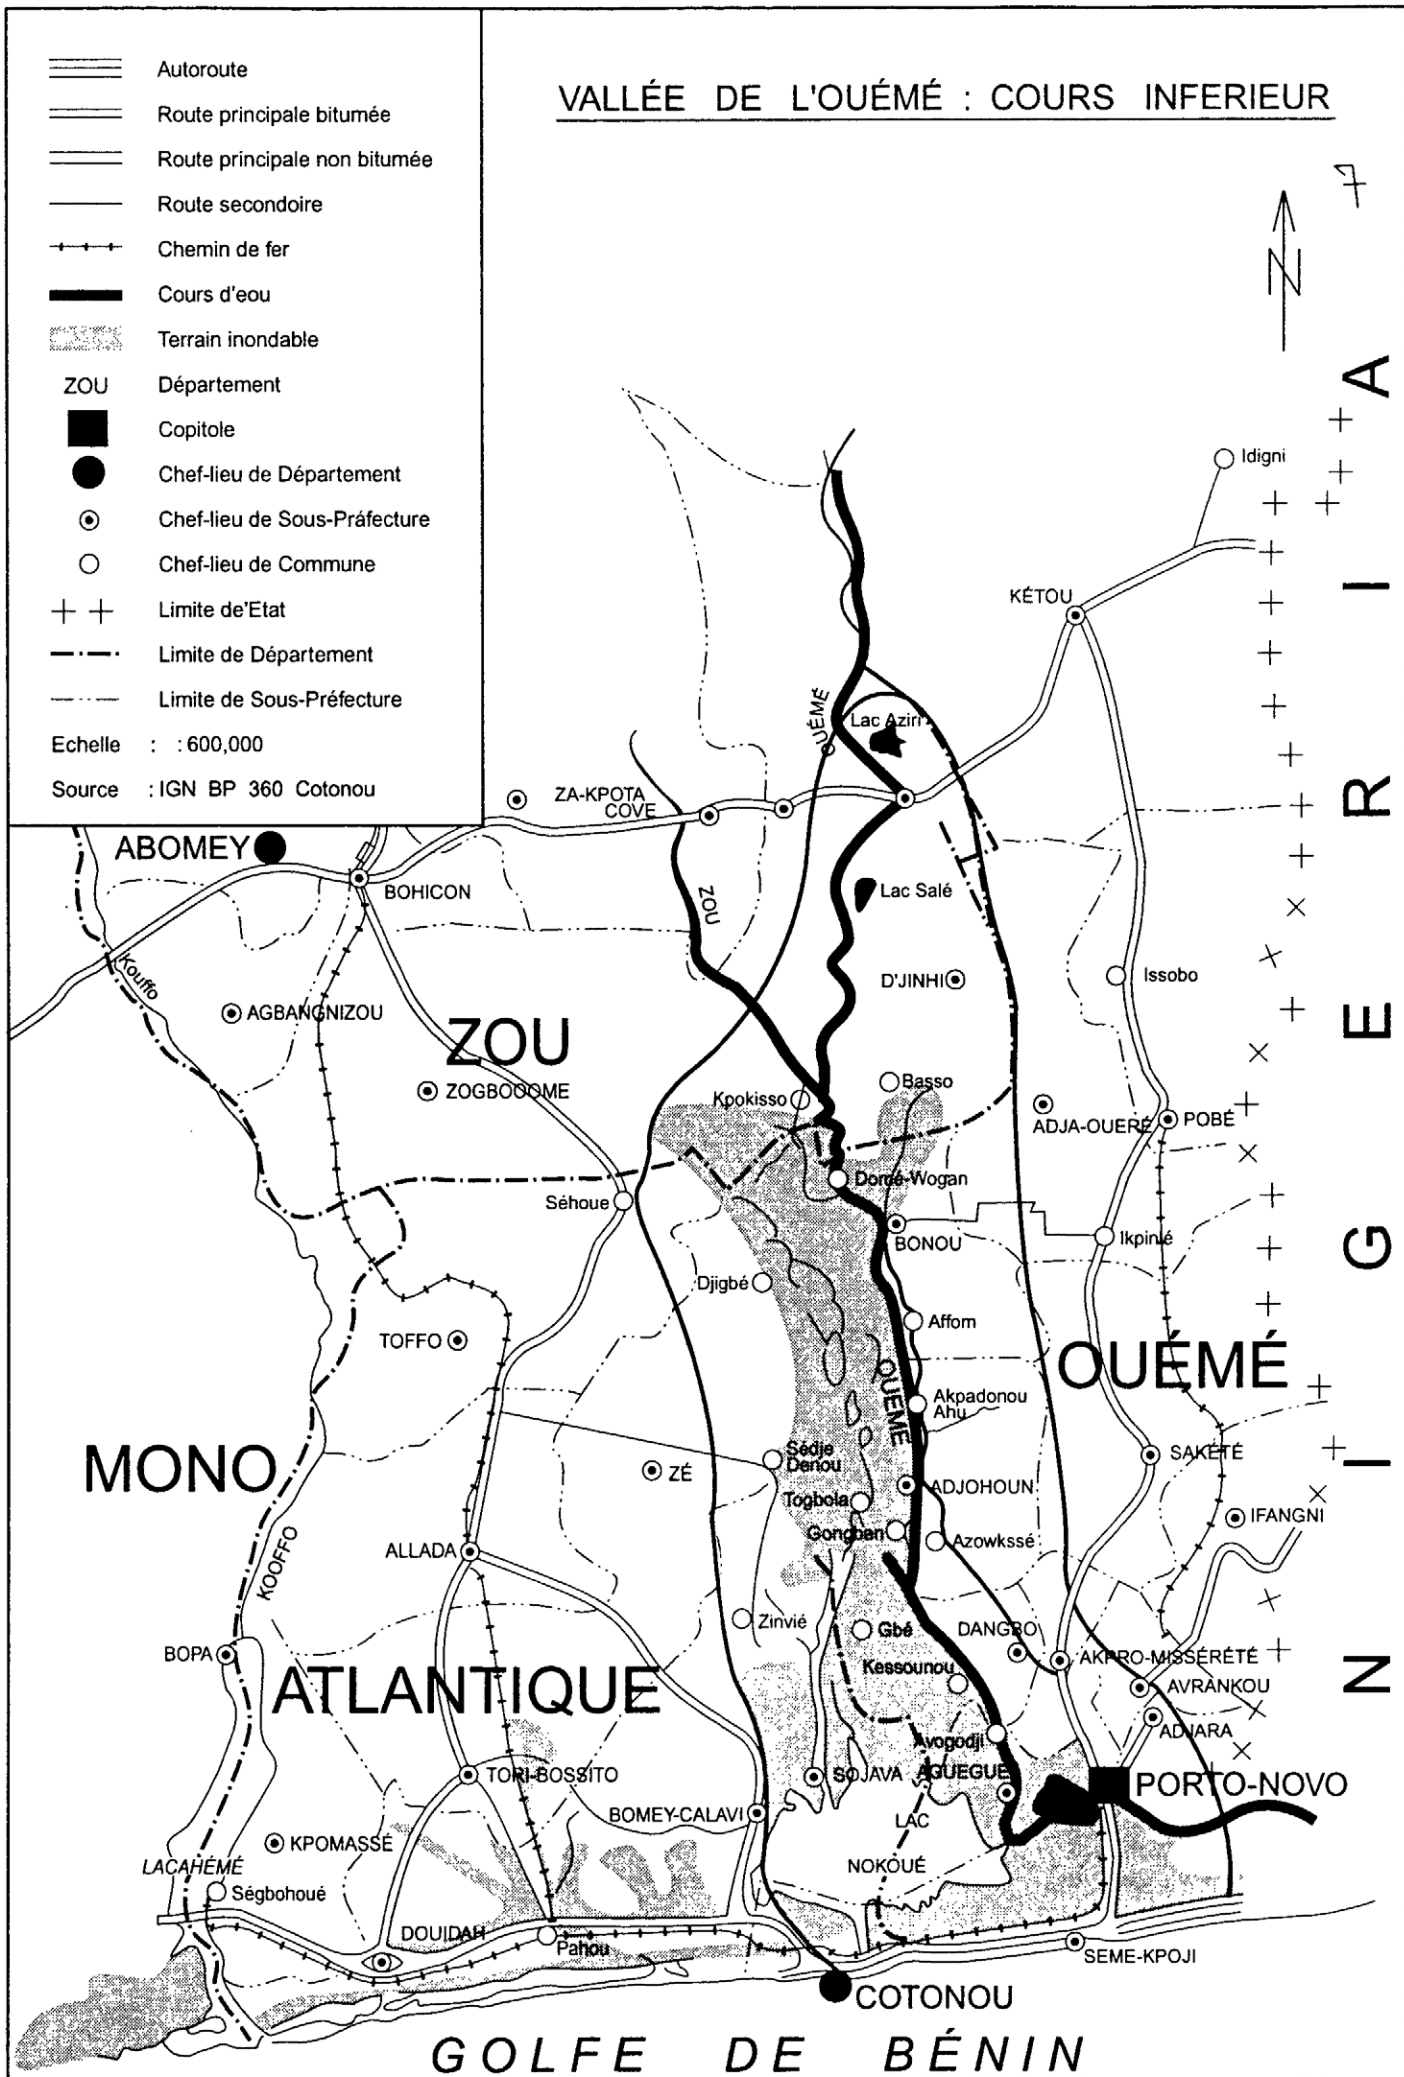 VALLÉE DE L'OUÉMÉ : COURS INFERIEUR
Autoroute
Route principale bitumée
Route principale non bitumée
Route secondoire
Chemin de fer
Cours d'eou
Terrain inondable
ZOU Département
Copitole
Chef-lieu de Département
Chef-lieu de Sous-Práfecture
Chef-lieu de Commune
Limite de'Etat
Limite de Département
Limite de Sous-Préfecture
Echelle : : 600,000
Source : IGN BP 360 Cotonou
N
NIGERIA
Idigni
KÉTOU
OUÉMÉ
Lac Aziri
ZA-KPOTA
COVE
ABOMEY
BOHICON
ZOU
Lac Salé
Kouffo
D'JINHI
Issobo
AGBANGNIZOU
ZOU
ZOGBOOOME
Kpokisso
Basso
ADJA-OUERÉ
POBÉ
Séhoue
BONOU
Ikpinlé
Djigbé
Affom
TOFFO
OUÉMÉ
OUÉMÉ
Akpadonou
Ahu
MONO
Sédje
Denou
ZÉ
SAKÉTÉ
Togbola
ADJOHOUN
IFANGNI
Gongban
Azowkssé
ALLADA
KOOFFO
Zinvié
Gbé
DANGBO
BOPA
Kessounou
AKPRO-MISSÉRÉTÉ
ATLANTIQUE
AVRANKOU
ADJARA
Avogodji
TORI-BOSSITO
SOJAVA
AGUEGUE
PORTO-NOVO
BOMEY-CALAVI
LAC
NOKOUÉ
KPOMASSÉ
LACAHÉMÉ
Ségbohoué
DOUIDAH
Pahou
SEME-KPOJI
COTONOU
GOLFE DE BÉNIN